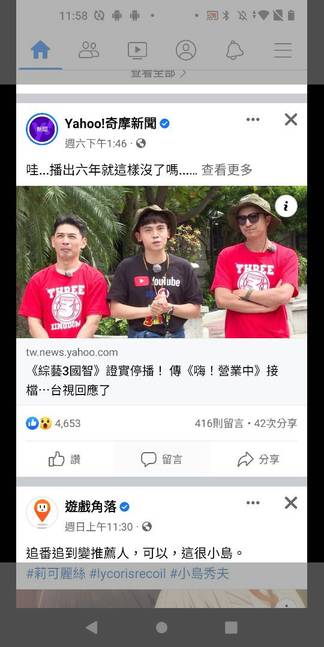 11:58
查看全部
Yahoo!奇摩新聞
週六下午1:46
哇...播出六年就這樣沒了嗎...... 查看更多
YouTube
THREE
THREE
KINGDOM
tw.news.yahoo.com
《綜藝3國智》證實停播！ 傳《嗨！營業中》接
檔…台視回應了
4,653 416則留言・42次分享
讚 留言 分享
遊戲角落
週日上午11:30
追番追到變推薦人，可以，這很小島。
#莉可麗絲 #lycorisrecoil #小島秀夫